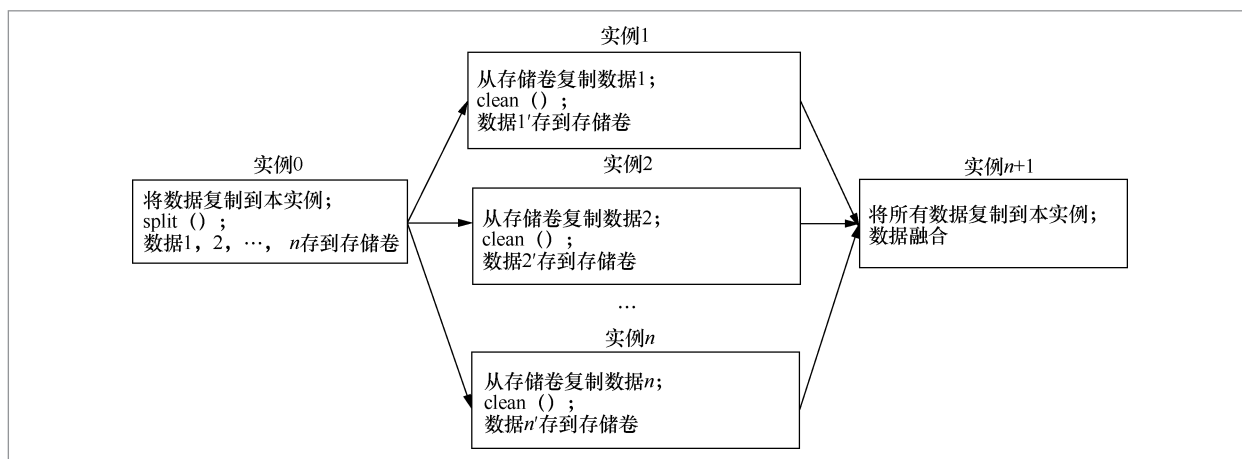 实例0
将数据复制到本实例;
split () ;
数据1, 2, …, n存到存储卷
实例1
从存储卷复制数据1;
clean () ;
数据1′存到存储卷
实例2
从存储卷复制数据2;
clean () ;
数据2′存到存储卷
…
实例n
从存储卷复制数据n;
clean () ;
数据n′存到存储卷
实例n+1
将所有数据复制到本实例;
数据融合